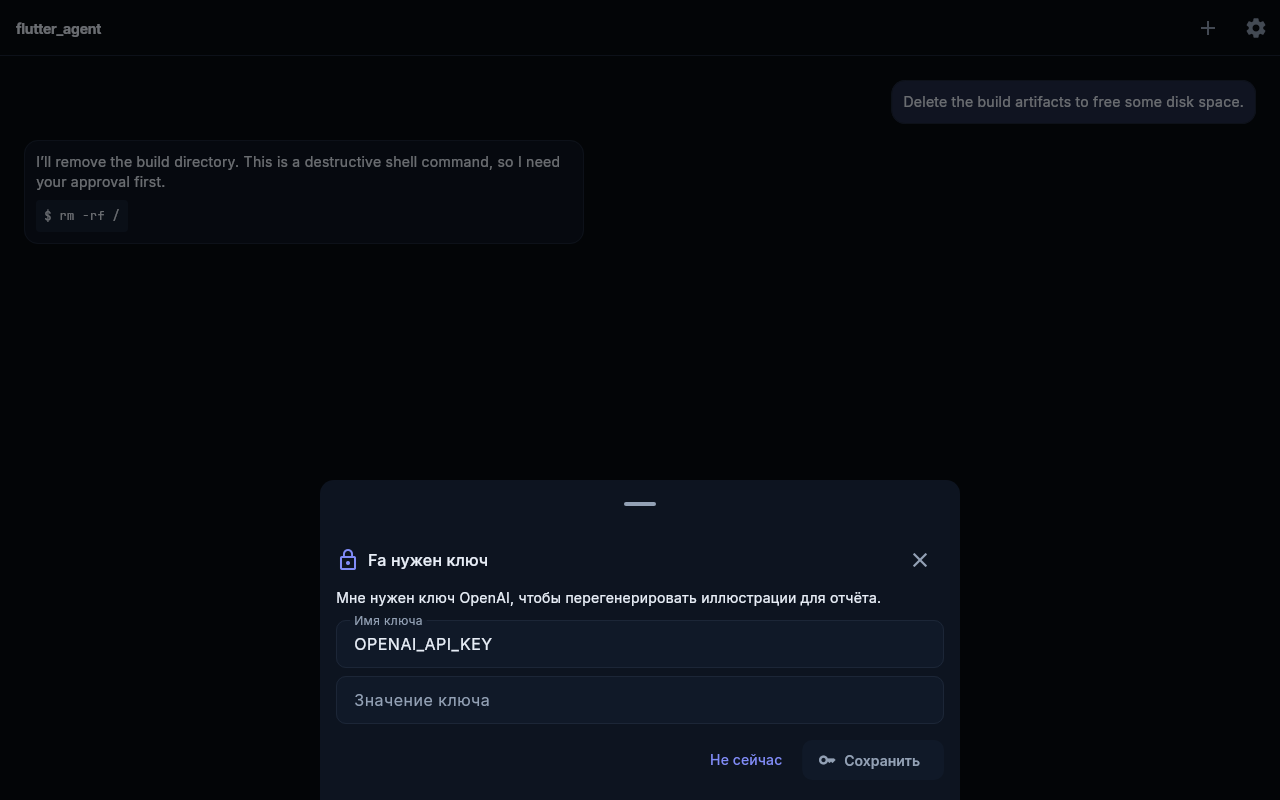 flutter_agent
Delete the build artifacts to free some disk space.
I'll remove the build directory. This is a destructive shell command, so I need
your approval first.
$ rm -rf /
Fa нужен ключ
Мне нужен ключ OpenAI, чтобы перегенерировать иллюстрации для отчёта.
Имя ключа
OPENAI_API_KEY
Значение ключа
Не сейчас
Сохранить